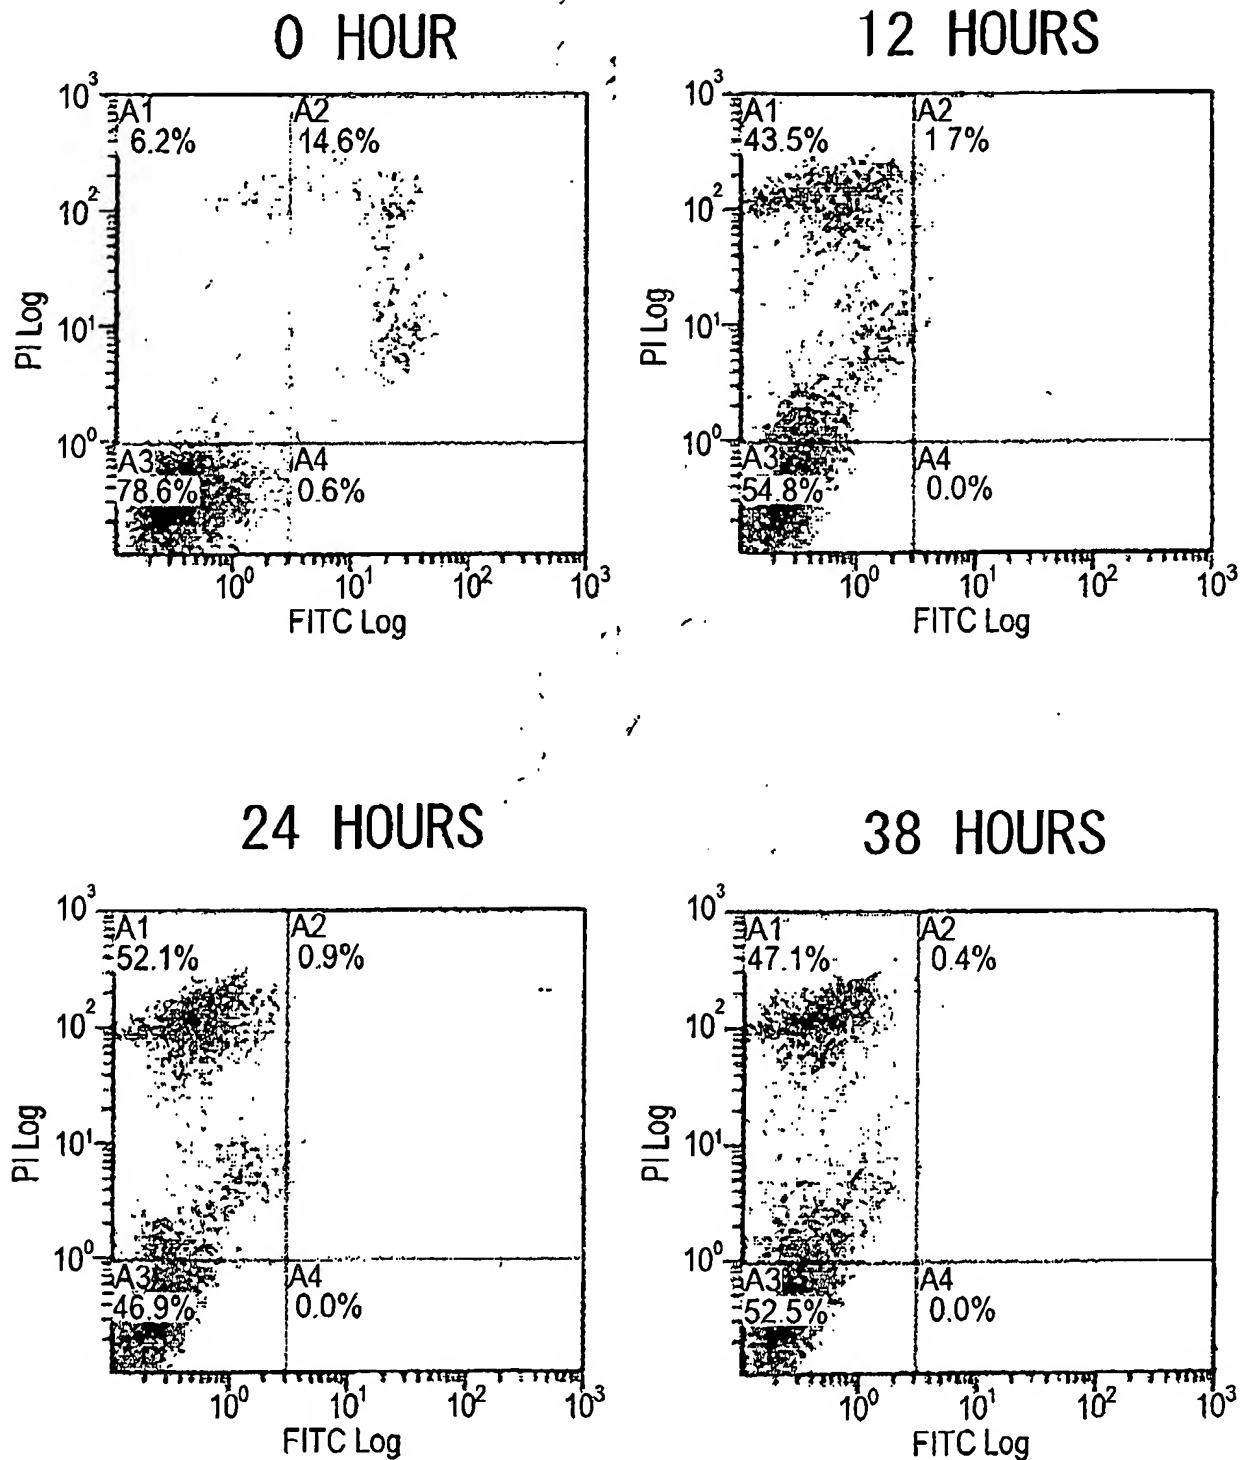 0 HOUR
12 HOURS
10³
A1
6.2%
A2
14.6%
10²
10¹
10⁰
A3
78.6%
A4
0.6%
PI Log
10⁰ 10¹ 10² 10³
FITC Log
10³
A1
43.5%
A2
17%
10²
10¹
10⁰
A3
54.8%
A4
0.0%
PI Log
10⁰ 10¹ 10² 10³
FITC Log
24 HOURS
38 HOURS
10³
A1
52.1%
A2
0.9%
10²
10¹
10⁰
A3
46.9%
A4
0.0%
PI Log
10⁰ 10¹ 10² 10³
FITC Log
10³
A1
47.1%
A2
0.4%
10²
10¹
10⁰
A3
52.5%
A4
0.0%
PI Log
10⁰ 10¹ 10² 10³
FITC Log